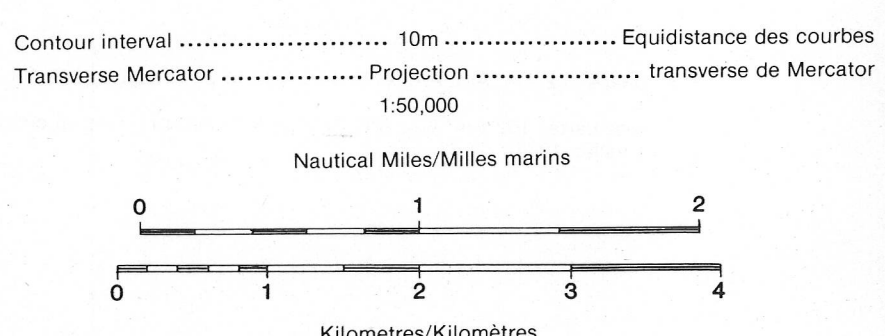 Contour interval ........................ 10m .................... Equidistance des courbes
Transverse Mercator ................ Projection ................... transverse de Mercator
1:50,000
Nautical Miles/Milles marins
0 1 2
0 1 2 3 4
Kilometres/Kilomètres